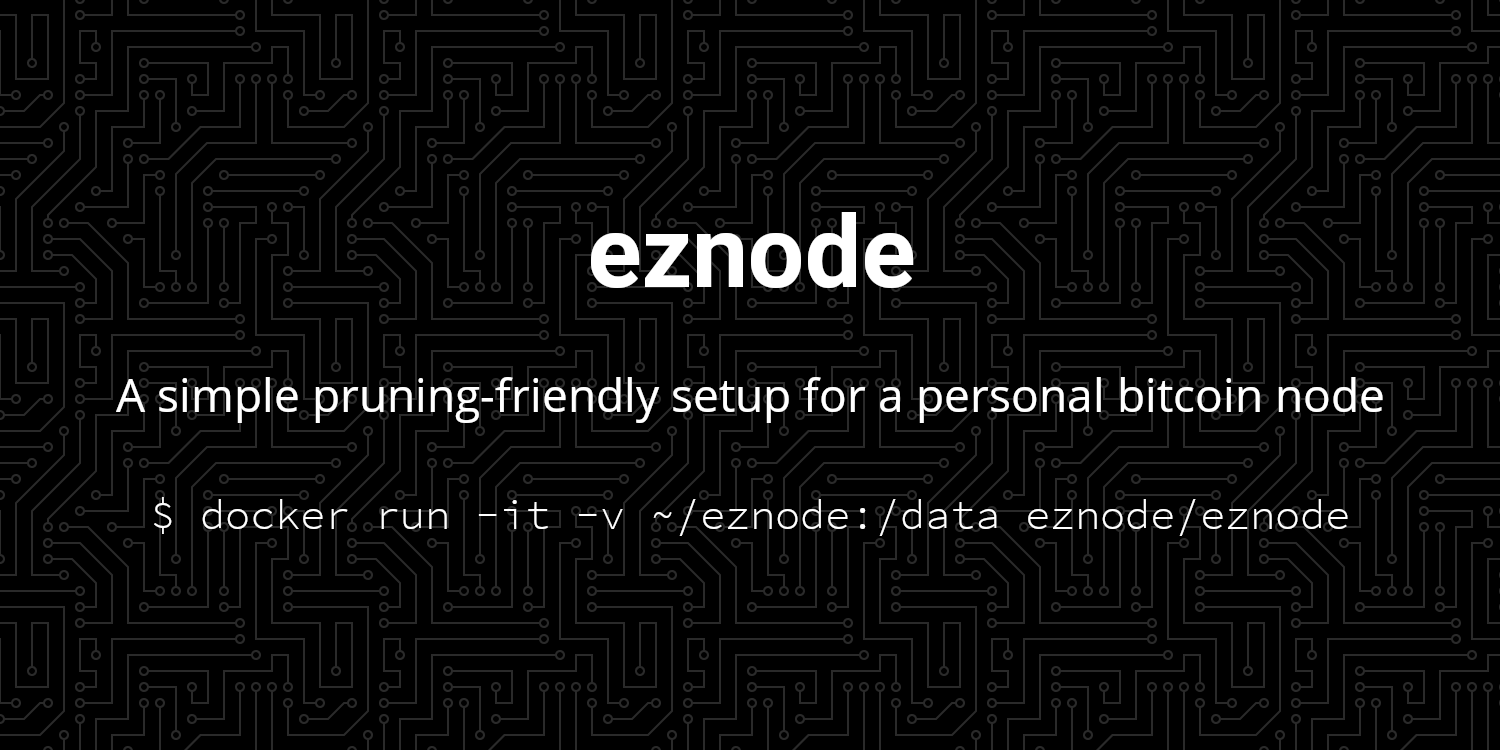 eznode
A simple pruning-friendly setup for a personal bitcoin node
$ docker run -it -v ~/eznode:/data eznode/eznode